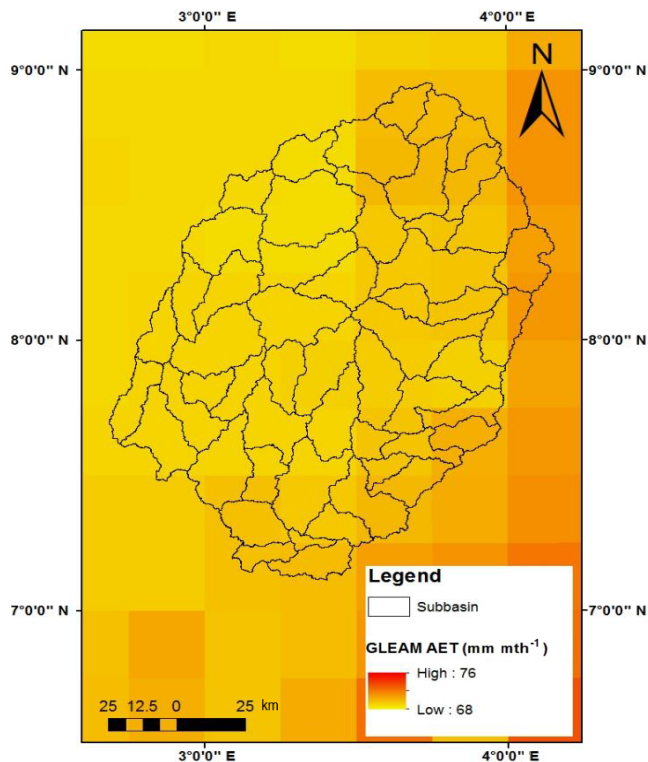 3°0'0" E 4°0'0" E
9°0'0" N 9°0'0" N
N
8°0'0" N 8°0'0" N
7°0'0" N 7°0'0" N
Legend
Subbasin
GLEAM AET (mm mth⁻¹)
High : 76
Low : 68
25 12.5 0 25 km
3°0'0" E 4°0'0" E